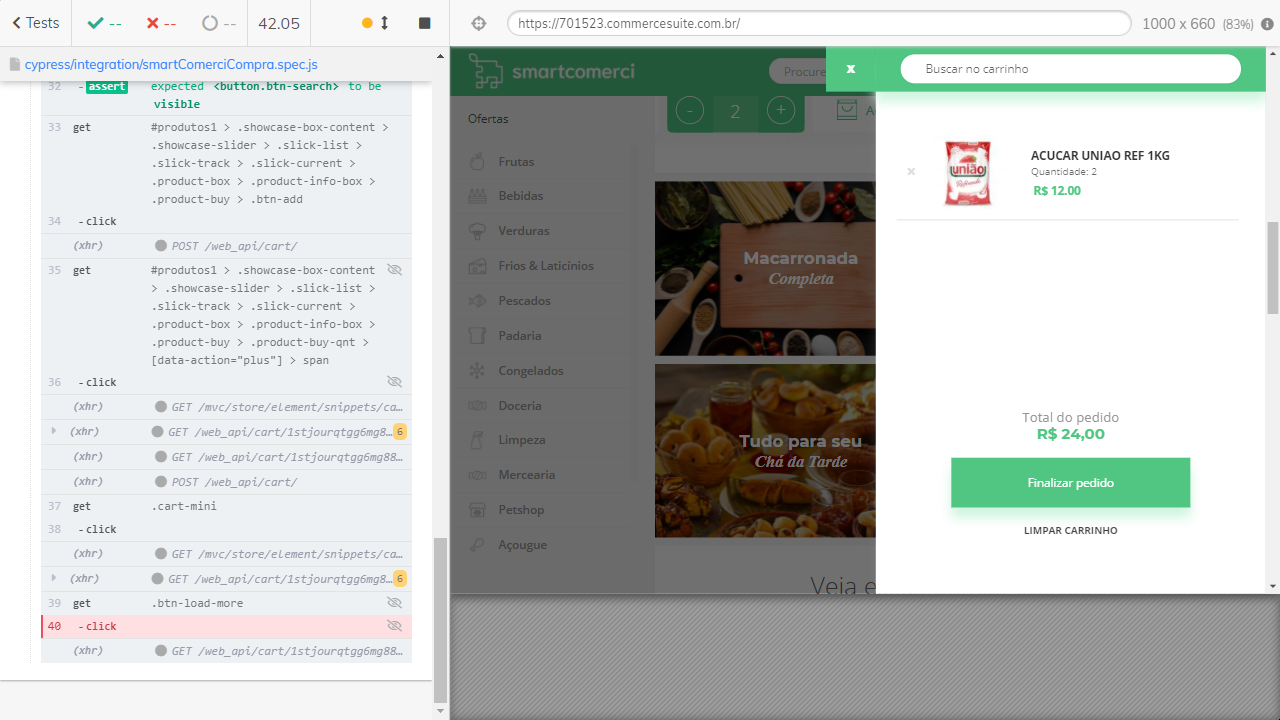 Tests
--
--
--
42.05
https://701523.commercesuite.com.br/
1000 x 660 (83%)
cypress/integration/smartComerciCompra.spec.js
32 -assert expected <button.btn-search> to be
visible
33 get #produtos1 > .showcase-box-content >
.showcase-slider > .slick-list >
.slick-track > .slick-current >
.product-box > .product-info-box >
.product-buy > .btn-add
34 -click
(xhr) POST /web_api/cart/
35 get #produtos1 > .showcase-box-content
> .showcase-slider > .slick-list >
.slick-track > .slick-current >
.product-box > .product-info-box >
.product-buy > .product-buy-qnt >
[data-action="plus"] > span
36 -click
(xhr) GET /mvc/store/element/snippets/ca…
(xhr) GET /web_api/cart/1stjourqtgg6mg8… 6
(xhr) GET /web_api/cart/1stjourqtgg6mg88…
(xhr) POST /web_api/cart/
37 get .cart-mini
38 -click
(xhr) GET /mvc/store/element/snippets/ca…
(xhr) GET /web_api/cart/1stjourqtgg6mg8… 6
39 get .btn-load-more
40 -click
(xhr) GET /web_api/cart/1stjourqtgg6mg88…
smartcomerci
Procure
x
Buscar no carrinho
Ofertas
Frutas
Bebidas
Verduras
Frios & Laticínios
Pescados
Padaria
Congelados
Doceria
Limpeza
Mercearia
Petshop
Açougue
- 2 +
Macarronada
Completa
Tudo para seu
Chá da Tarde
Veia e
×
união
ACUCAR UNIAO REF 1KG
Quantidade: 2
R$ 12.00
Total do pedido
R$ 24,00
Finalizar pedido
LIMPAR CARRINHO